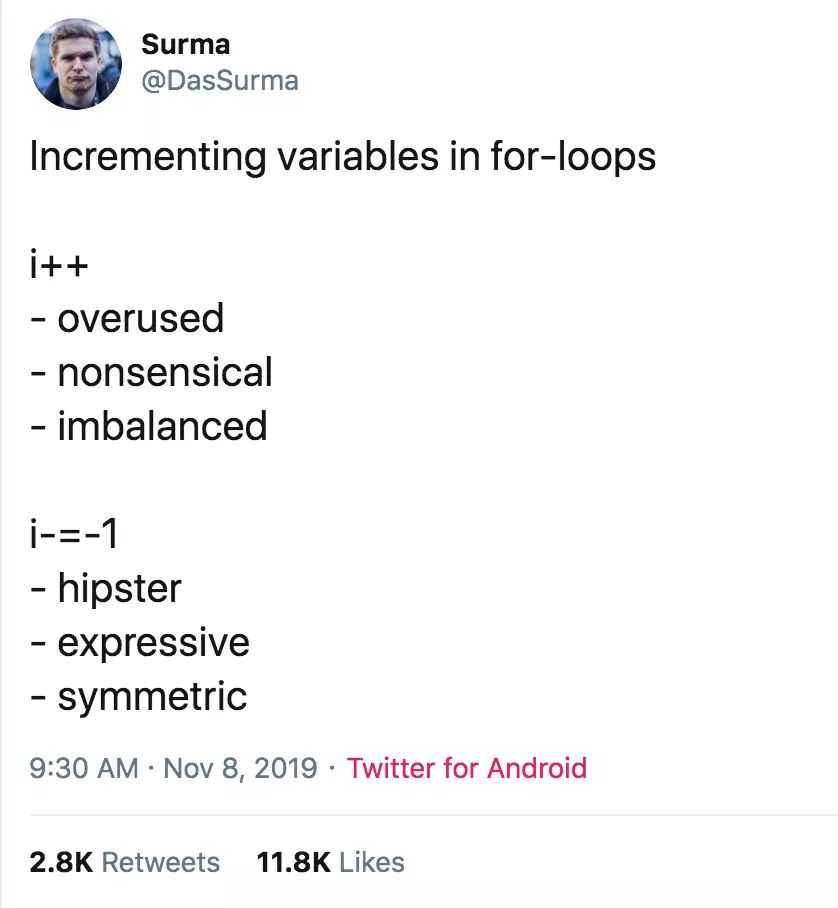 Surma
@DasSurma
Incrementing variables in for-loops
i++
- overused
- nonsensical
- imbalanced
i-=-1
- hipster
- expressive
- symmetric
9:30 AM · Nov 8, 2019 · Twitter for Android
2.8K Retweets 11.8K Likes